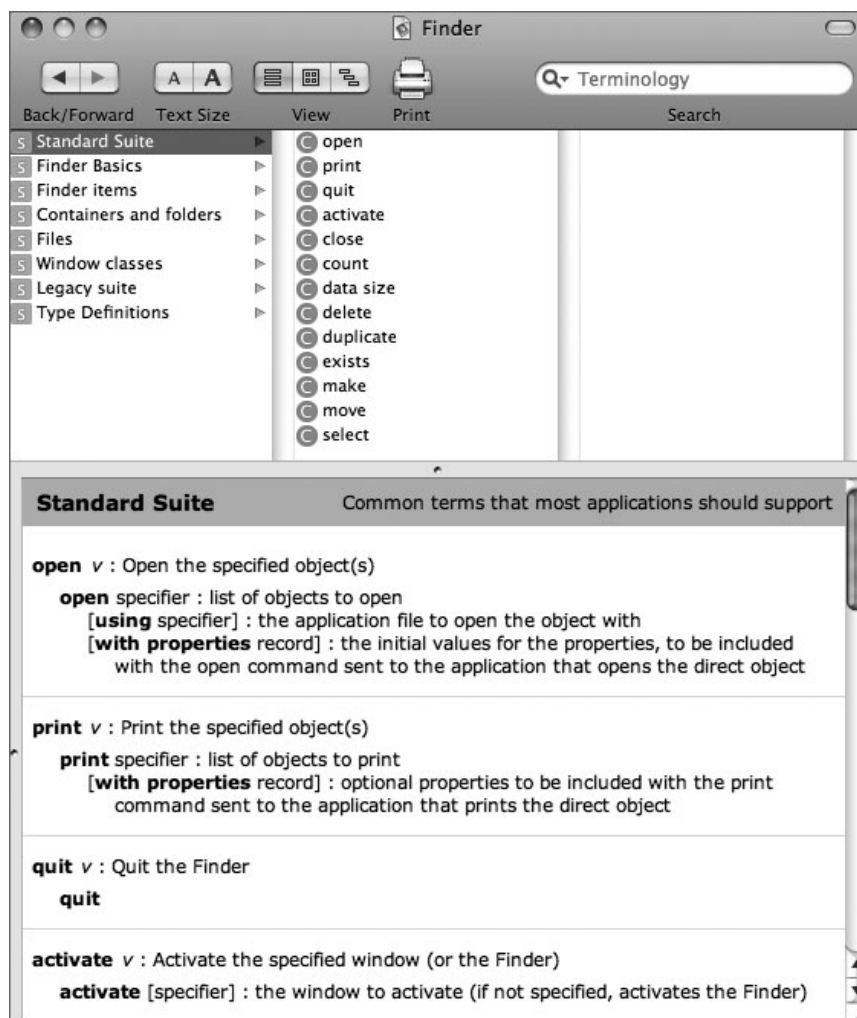 Finder
A A
Terminology
Back/Forward Text Size View Print Search
S Standard Suite
S Finder Basics
S Finder items
S Containers and folders
S Files
S Window classes
S Legacy suite
S Type Definitions
C open
C print
C quit
C activate
C close
C count
C data size
C delete
C duplicate
C exists
C make
C move
C select
Standard Suite Common terms that most applications should support
open v : Open the specified object(s)
open specifier : list of objects to open
[using specifier] : the application file to open the object with
[with properties record] : the initial values for the properties, to be included
with the open command sent to the application that opens the direct object
print v : Print the specified object(s)
print specifier : list of objects to print
[with properties record] : optional properties to be included with the print
command sent to the application that prints the direct object
quit v : Quit the Finder
quit
activate v : Activate the specified window (or the Finder)
activate [specifier] : the window to activate (if not specified, activates the Finder)